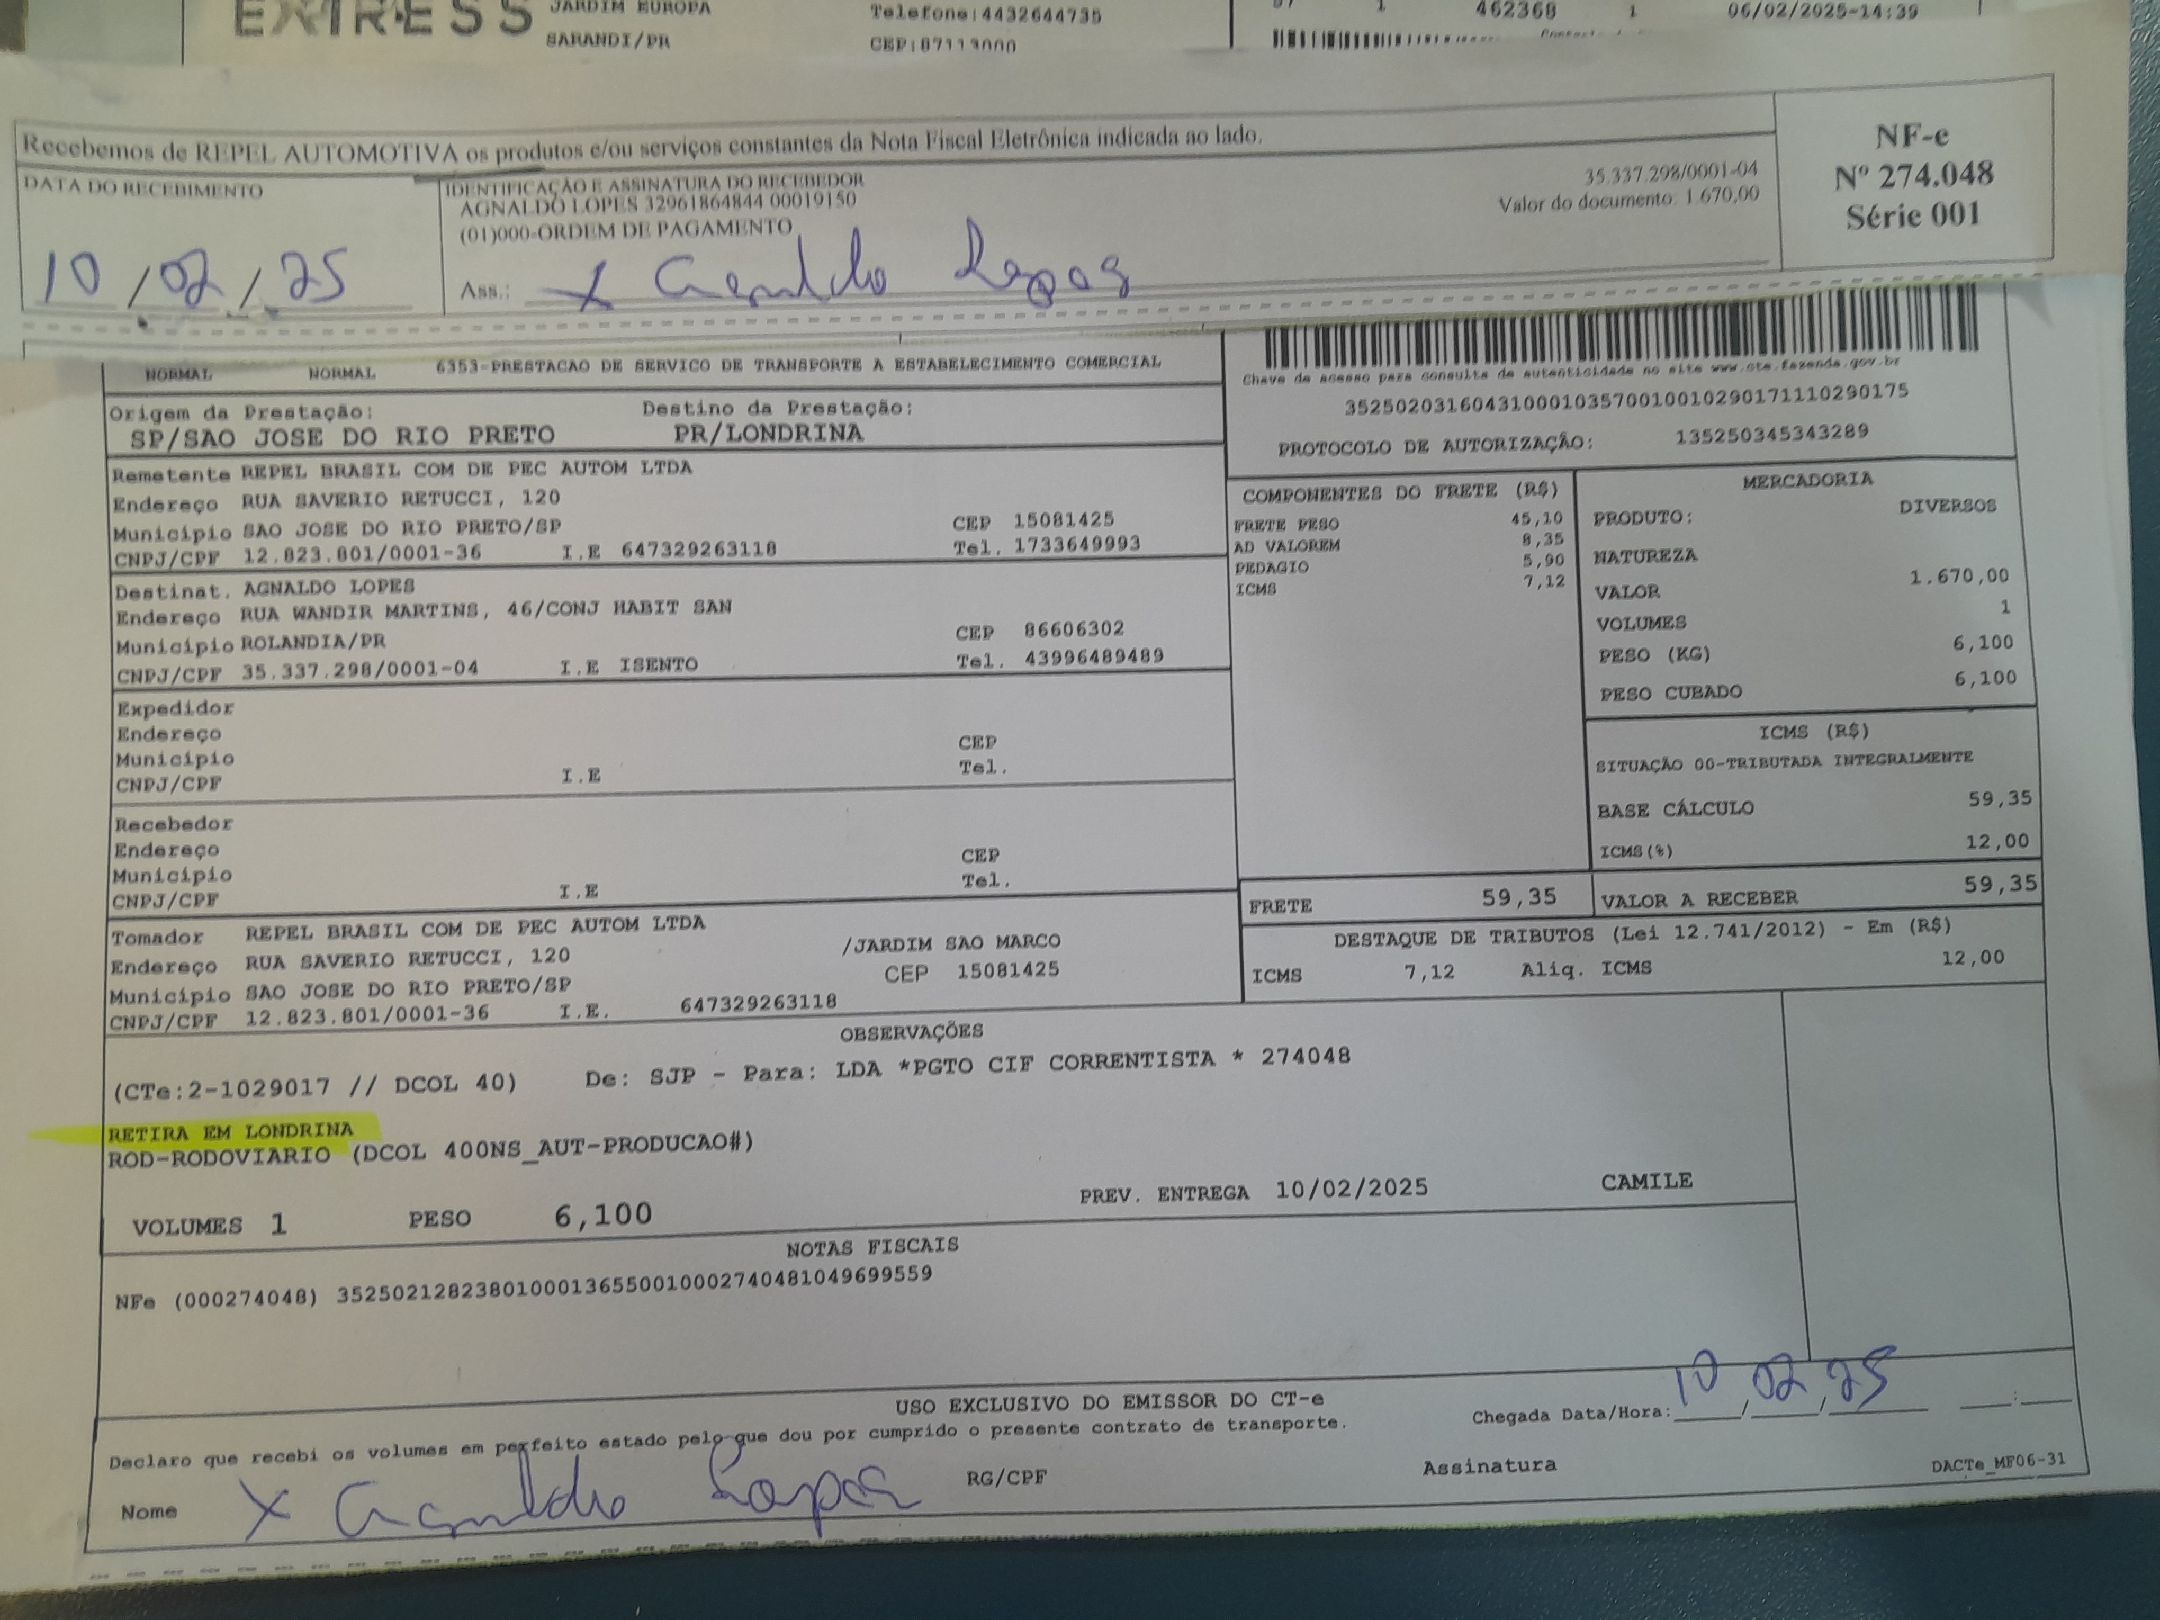 EXPRESS
JARDIM EUROPA
SARANDI/PR
Telefone:4432644735
CEP:87113000
1 462368 1 06/02/2025-14:39
Recebemos de REPEL AUTOMOTIVA os produtos e/ou serviços constantes da Nota Fiscal Eletrônica indicada ao lado.
DATA DO RECEBIMENTO
10/02/25
IDENTIFICAÇÃO E ASSINATURA DO RECEBEDOR
AGNALDO LOPES 32961864844 00019150
(01)000-ORDEM DE PAGAMENTO
Ass.: X Agnaldo Lopes
35.337.298/0001-04
Valor do documento: 1.670,00
NF-e
Nº 274.048
Série 001
NORMAL NORMAL 6353-PRESTACAO DE SERVICO DE TRANSPORTE A ESTABELECIMENTO COMERCIAL
Chave de acesso para consulta de autenticidade no site www.cte.fazenda.gov.br
35250203160431000103570010010290171110290175
PROTOCOLO DE AUTORIZAÇÃO: 135250345343289
Origem da Prestação: Destino da Prestação:
SP/SAO JOSE DO RIO PRETO PR/LONDRINA
Remetente REPEL BRASIL COM DE PEC AUTOM LTDA
Endereço RUA SAVERIO RETUCCI, 120
Município SAO JOSE DO RIO PRETO/SP CEP 15081425
CNPJ/CPF 12.823.801/0001-36 I.E 647329263118 Tel. 1733649993
Destinat. AGNALDO LOPES
Endereço RUA WANDIR MARTINS, 46/CONJ HABIT SAN
Município ROLANDIA/PR CEP 86606302
CNPJ/CPF 35.337.298/0001-04 I.E ISENTO Tel. 43996489489
Expedidor
Endereço
Município CEP
CNPJ/CPF I.E Tel.
Recebedor
Endereço
Município CEP
CNPJ/CPF I.E Tel.
Tomador REPEL BRASIL COM DE PEC AUTOM LTDA
Endereço RUA SAVERIO RETUCCI, 120 /JARDIM SAO MARCO
Município SAO JOSE DO RIO PRETO/SP CEP 15081425
CNPJ/CPF 12.823.801/0001-36 I.E. 647329263118
COMPONENTES DO FRETE (R$)
FRETE PESO 45,10
AD VALOREM 8,35
PEDAGIO 5,90
ICMS 7,12
MERCADORIA
PRODUTO: DIVERSOS
NATUREZA
VALOR 1.670,00
VOLUMES 1
PESO (KG) 6,100
PESO CUBADO 6,100
ICMS (R$)
SITUAÇÃO 00-TRIBUTADA INTEGRALMENTE
BASE CÁLCULO 59,35
ICMS(%) 12,00
FRETE 59,35 VALOR A RECEBER 59,35
DESTAQUE DE TRIBUTOS (Lei 12.741/2012) - Em (R$)
ICMS 7,12 Aliq. ICMS 12,00
OBSERVAÇÕES
(CTe:2-1029017 // DCOL 40) De: SJP - Para: LDA *PGTO CIF CORRENTISTA * 274048
RETIRA EM LONDRINA
ROD-RODOVIARIO (DCOL 400NS_AUT-PRODUCAO#)
VOLUMES 1 PESO 6,100 PREV. ENTREGA 10/02/2025 CAMILE
NOTAS FISCAIS
NFe (000274048) 35250212823801000136550010002740481049699559
USO EXCLUSIVO DO EMISSOR DO CT-e
Declaro que recebi os volumes em perfeito estado pelo que dou por cumprido o presente contrato de transporte.
Chegada Data/Hora: 10/02/25 :
Nome X Agnaldo Lopes RG/CPF Assinatura
DACTe_MF06-31